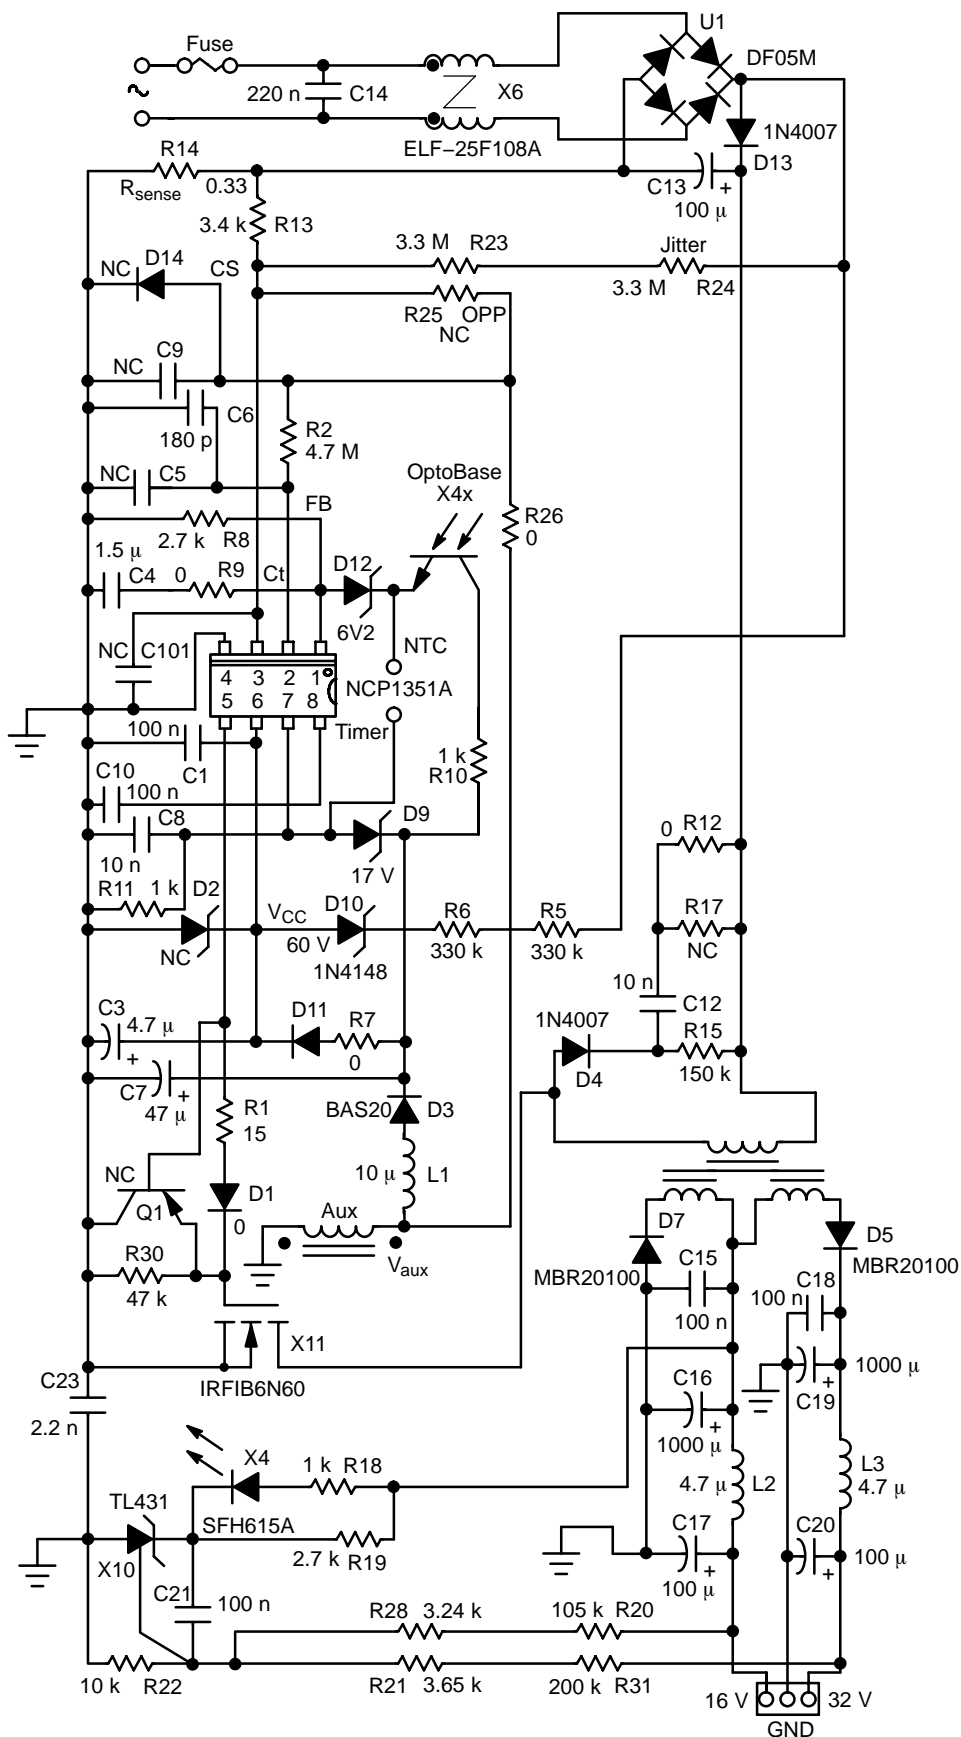 Fuse
U1
DF05M
220 n
C14
X6
1N4007
ELF−25F108A
R14
Rsense
0.33
C13
+
D13
100 μ
3.4 k
R13
3.3 M
R23
Jitter
D14
NC
CS
3.3 M
R24
R25
OPP
NC
C9
NC
C6
180 p
R2
4.7 M
NC
C5
OptoBase
X4x
FB
R26
0
2.7 k
R8
1.5 μ
D12
C4
0
R9
Ct
6V2
NTC
NC
C101
4
3
2
1
NCP1351A
5
6
7
8
Timer
100 n
C1
1 k
R10
C10
100 n
C8
D9
0
R12
10 n
17 V
R11
1 k
D2
VCC
D10
R6
R5
R17
NC
60 V
330 k
330 k
NC
1N4148
10 n
C12
C3
4.7 μ
D11
R7
1N4007
R15
+
0
D4
150 k
C7
+
47 μ
BAS20
D3
R1
15
10 μ
L1
NC
Q1
D1
0
Aux
D7
D5
R30
Vaux
C15
MBR20100
MBR20100
C18
47 k
100 n
100 n
X11
C23
IRFIB6N60
C16
+
1000 μ
+
C19
1000 μ
2.2 n
X4
1 k
R18
4.7 μ
L2
L3
4.7 μ
TL431
SFH615A
C17
C20
X10
2.7 k
R19
+
100 μ
+
100 μ
C21
100 n
R28
3.24 k
105 k
R20
10 k
R22
R21
3.65 k
200 k
R31
16 V
32 V
GND